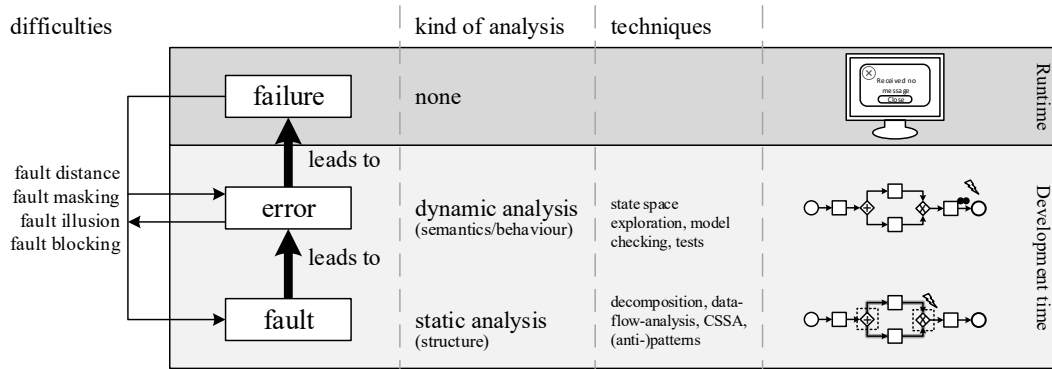 difficulties
kind of analysis
techniques
failure
none
Received no
message
Close
Runtime
leads to
fault distance
fault masking
fault illusion
fault blocking
error
dynamic analysis
(semantics/behaviour)
state space
exploration, model
checking, tests
leads to
fault
static analysis
(structure)
decomposition, data-
flow-analysis, CSSA,
(anti-)patterns
Development time